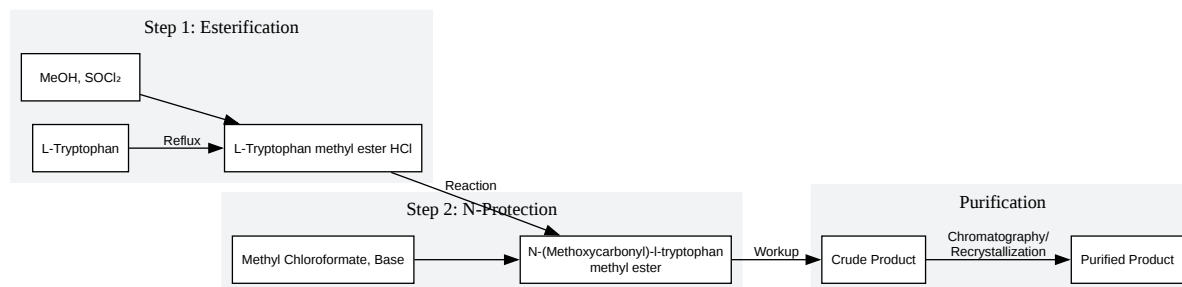 Step 1: Esterification
MeOH, SOCl₂
L-Tryptophan
Reflux
L-Tryptophan methyl ester HCl
Reaction
Step 2: N-Protection
Methyl Chloroformate, Base
N-(Methoxycarbonyl)-l-tryptophan
methyl ester
Workup
Purification
Crude Product
Chromatography/
Recrystallization
Purified Product